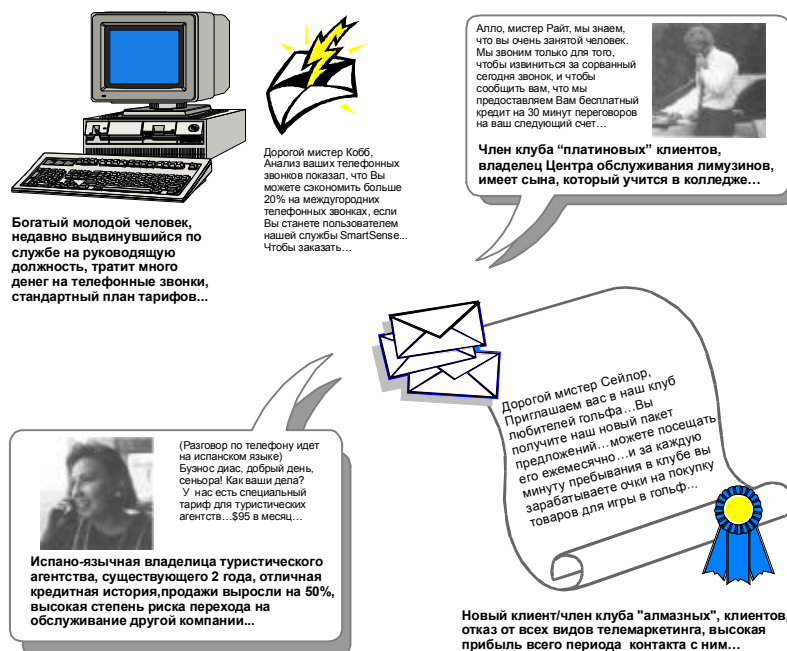 Богатый молодой человек,
недавно выдвинувшийся по
службе на руководящую
должность, тратит много
денег на телефонные звонки,
стандартный план тарифов...
Дорогой мистер Кобб,
Анализ ваших телефонных
звонков показал, что Вы
можете сэкономить больше
20% на междугородних
телефонных звонках, если
Вы станете пользователем
нашей службы SmartSense...
Чтобы заказать…
Алло, мистер Райт, мы знаем,
что вы очень занятой человек.
Мы звоним только для того,
чтобы извиниться за сорванный
сегодня звонок, и чтобы
сообщить вам, что мы
предоставляем Вам бесплатный
кредит на 30 минут переговоров
на ваш следующий счет…
Член клуба “платиновых” клиентов,
владелец Центра обслуживания лимузинов,
имеет сына, который учится в колледже…
(Разговор по телефону идет
на испанском языке)
Буэнос диас, добрый день,
сеньора! Как ваши дела?
У нас есть специальный
тариф для туристических
агентств…$95 в месяц…
Испано-язычная владелица туристического
агентства, существующего 2 года, отличная
кредитная история,продажи выросли на 50%,
высокая степень риска перехода на
обслуживание другой компании...
Дорогой мистер Сейлор,
Приглашаем вас в наш клуб
любителей гольфа…Вы
получите наш новый пакет
предложений…можете посещать
его ежемесячно…и за каждую
минуту пребывания в клубе вы
зарабатываете очки на покупку
товаров для игры в гольф…
Новый клиент/член клуба "алмазных", клиентов,
отказ от всех видов телемаркетинга, высокая
прибыль всего периода контакта с ним…